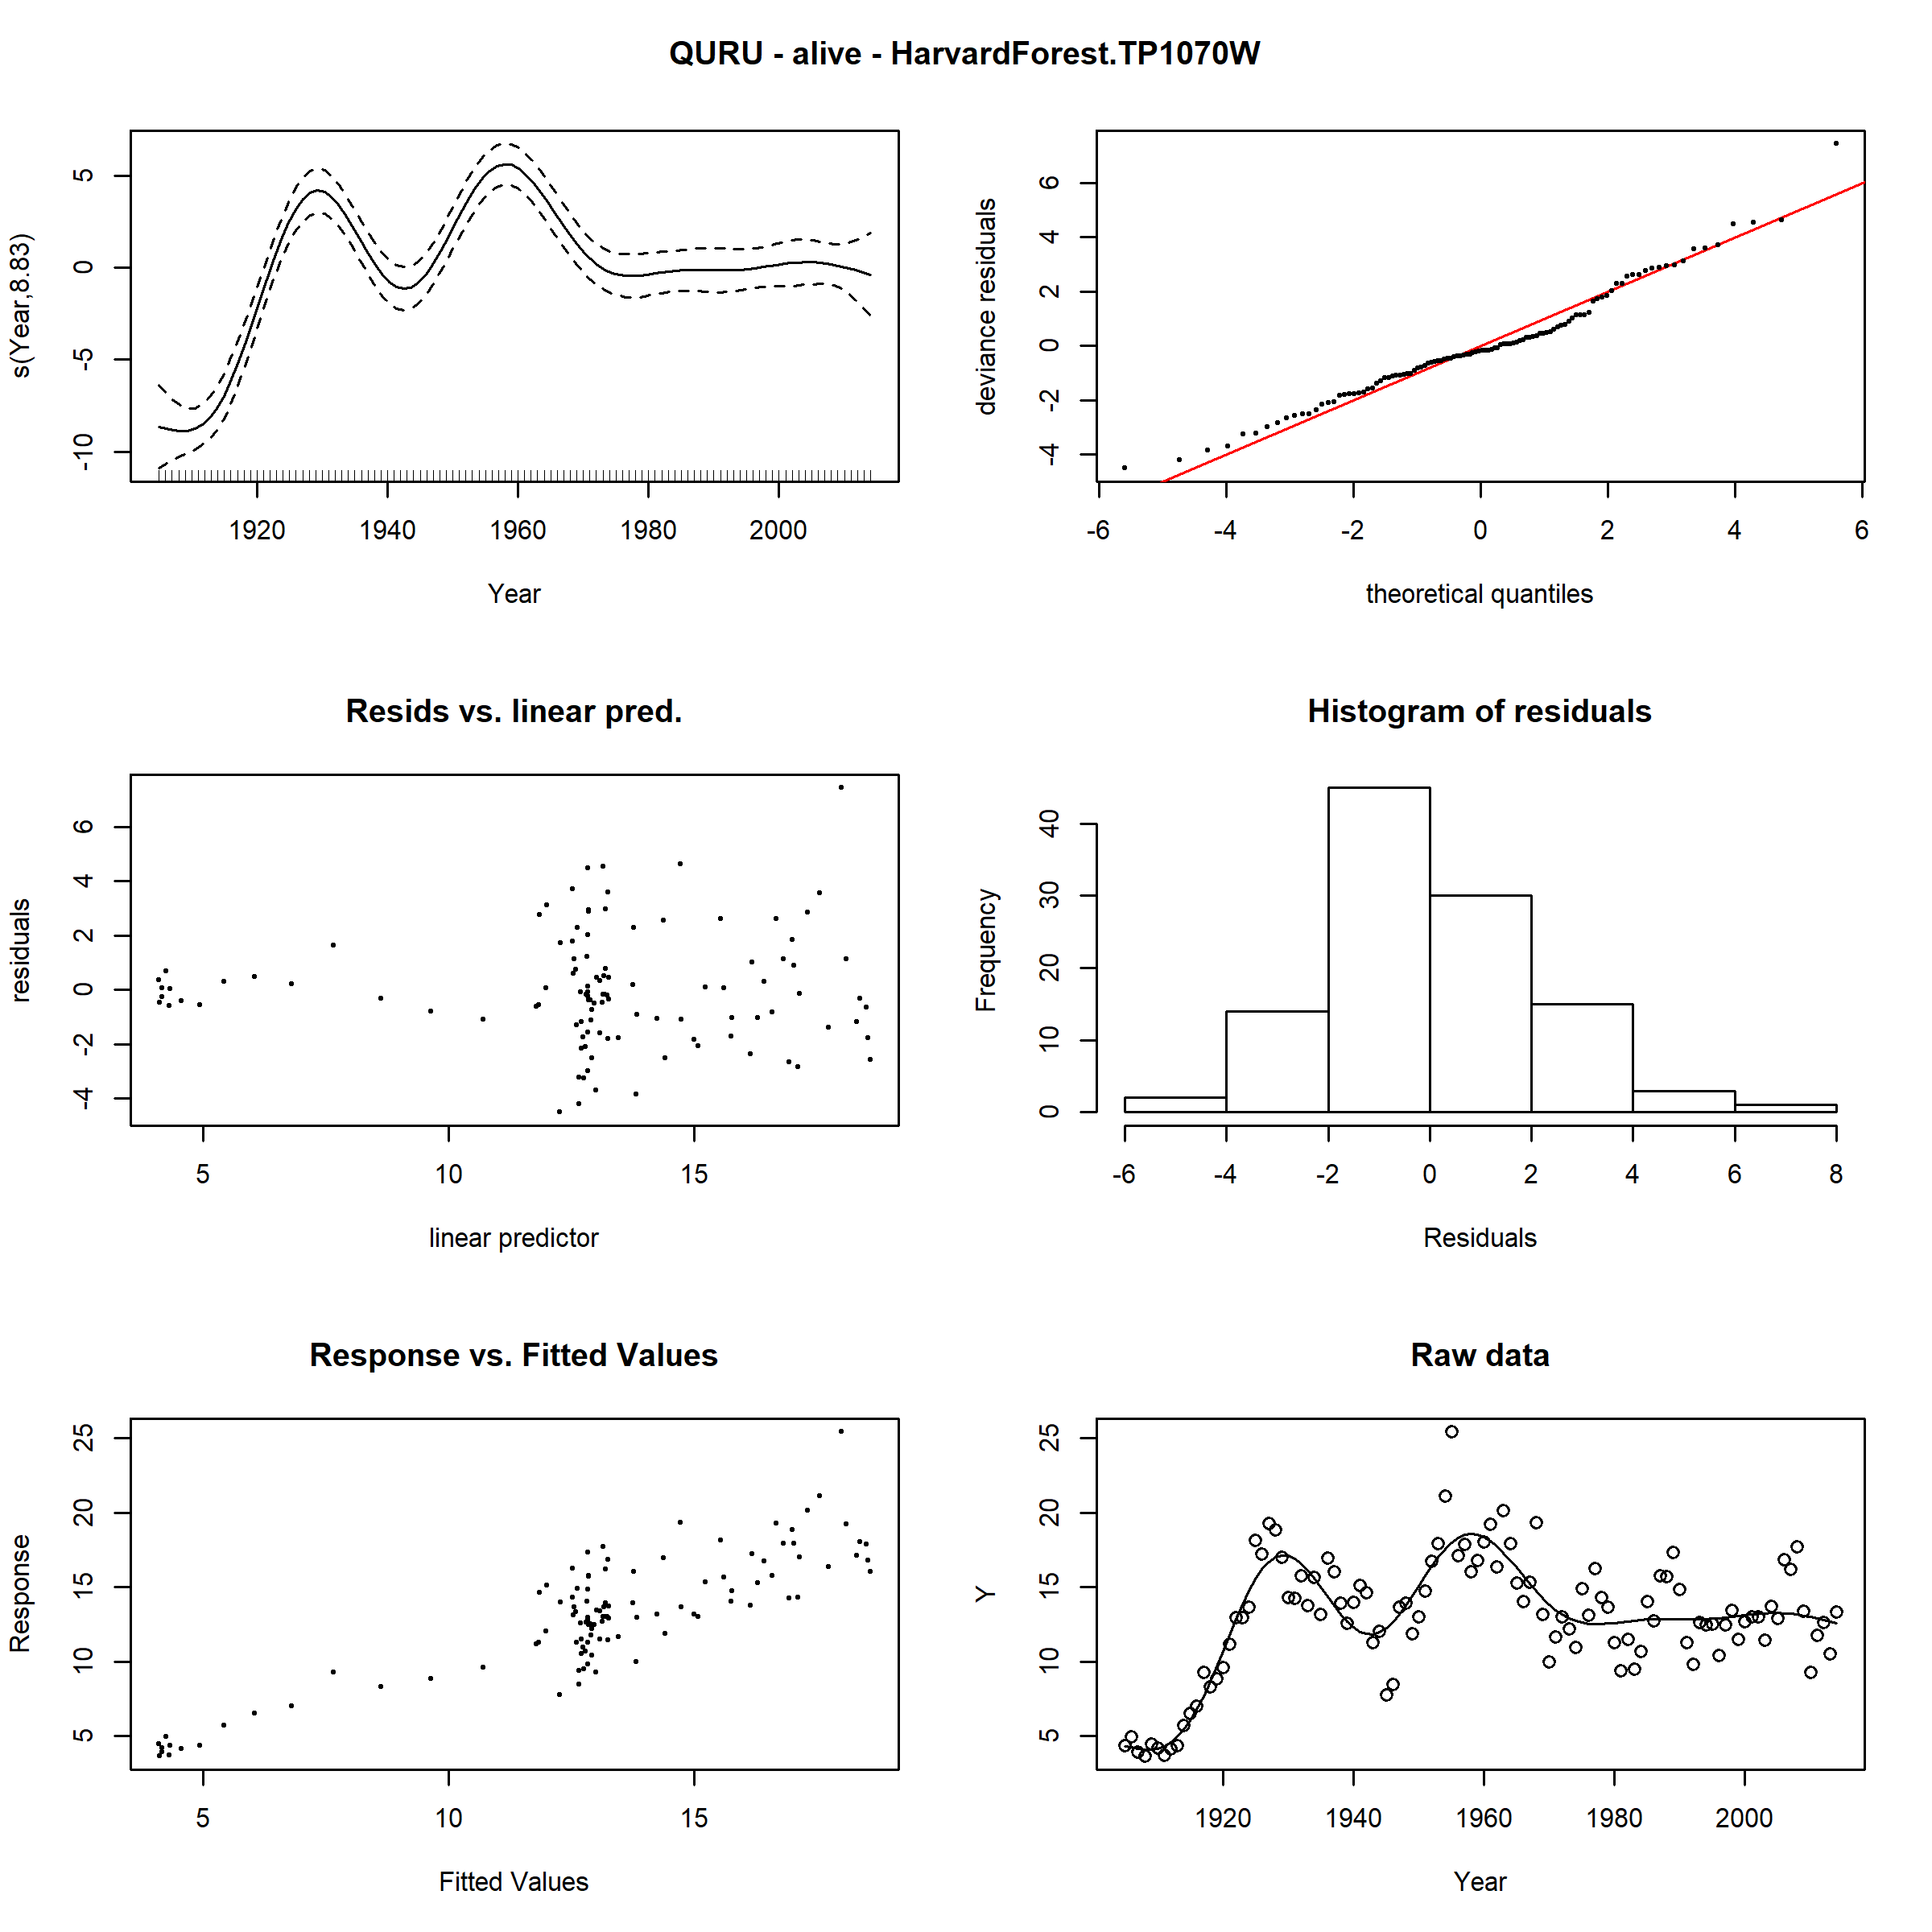 QURU - alive - HarvardForest.TP1070W
s(Year,8.83)
5
0
-5
-10
1920 1940 1960 1980 2000
Year
deviance residuals
6
4
2
0
-2
-4
-6 -4 -2 0 2 4 6
theoretical quantiles
Resids vs. linear pred.
residuals
6
4
2
0
-2
-4
5 10 15
linear predictor
Histogram of residuals
Frequency
40
30
20
10
0
-6 -4 -2 0 2 4 6 8
Residuals
Response vs. Fitted Values
Response
25
20
15
10
5
5 10 15
Fitted Values
Raw data
Y
25
20
15
10
5
1920 1940 1960 1980 2000
Year